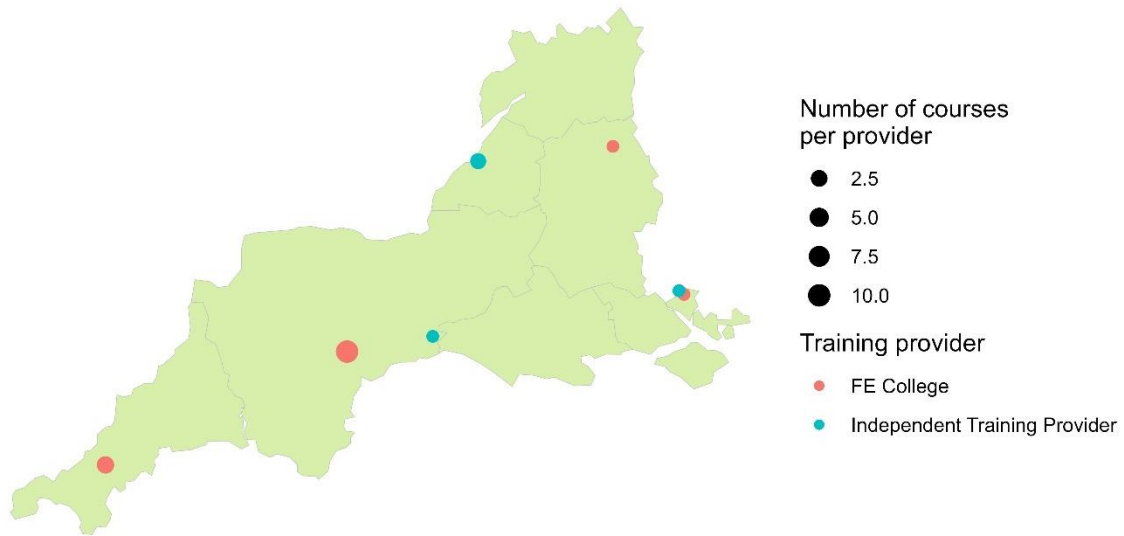 Number of courses
per provider
2.5
5.0
7.5
10.0
Training provider
FE College
Independent Training Provider